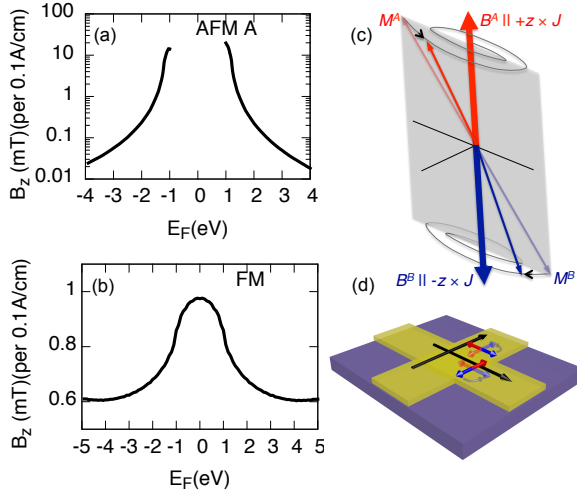 (a)
AFM A
100
10
1
0.1
0.01
B_z (mT)(per 0.1A/cm)
-4 -3 -2 -1 0 1 2 3 4
E_F(eV)
(b)
FM
1
0.8
0.6
B_z (mT)(per 0.1A/cm)
-5 -4 -3 -2 -1 0 1 2 3 4 5
E_F(eV)
(c)
M^A
B^A || +z × J
B^B || -z × J
M^B
(d)